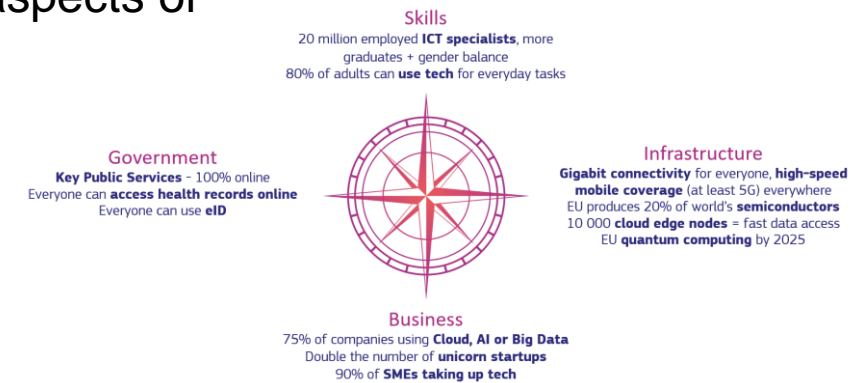 aspects of
Skills
20 million employed ICT specialists, more
graduates + gender balance
80% of adults can use tech for everyday tasks
Government
Key Public Services - 100% online
Everyone can access health records online
Everyone can use eID
Infrastructure
Gigabit connectivity for everyone, high-speed
mobile coverage (at least 5G) everywhere
EU produces 20% of world's semiconductors
10 000 cloud edge nodes = fast data access
EU quantum computing by 2025
Business
75% of companies using Cloud, AI or Big Data
Double the number of unicorn startups
90% of SMEs taking up tech